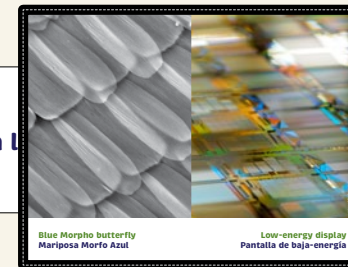 Blue Morpho butterfly
Mariposa Morfo Azul
Low-energy display
Pantalla de baja-energía